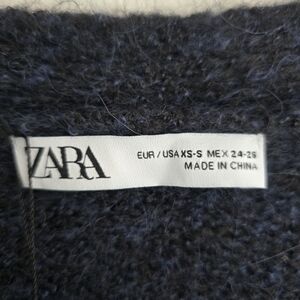 ZARA
EUR / USA XS-S MEX 24-26
MADE IN CHINA